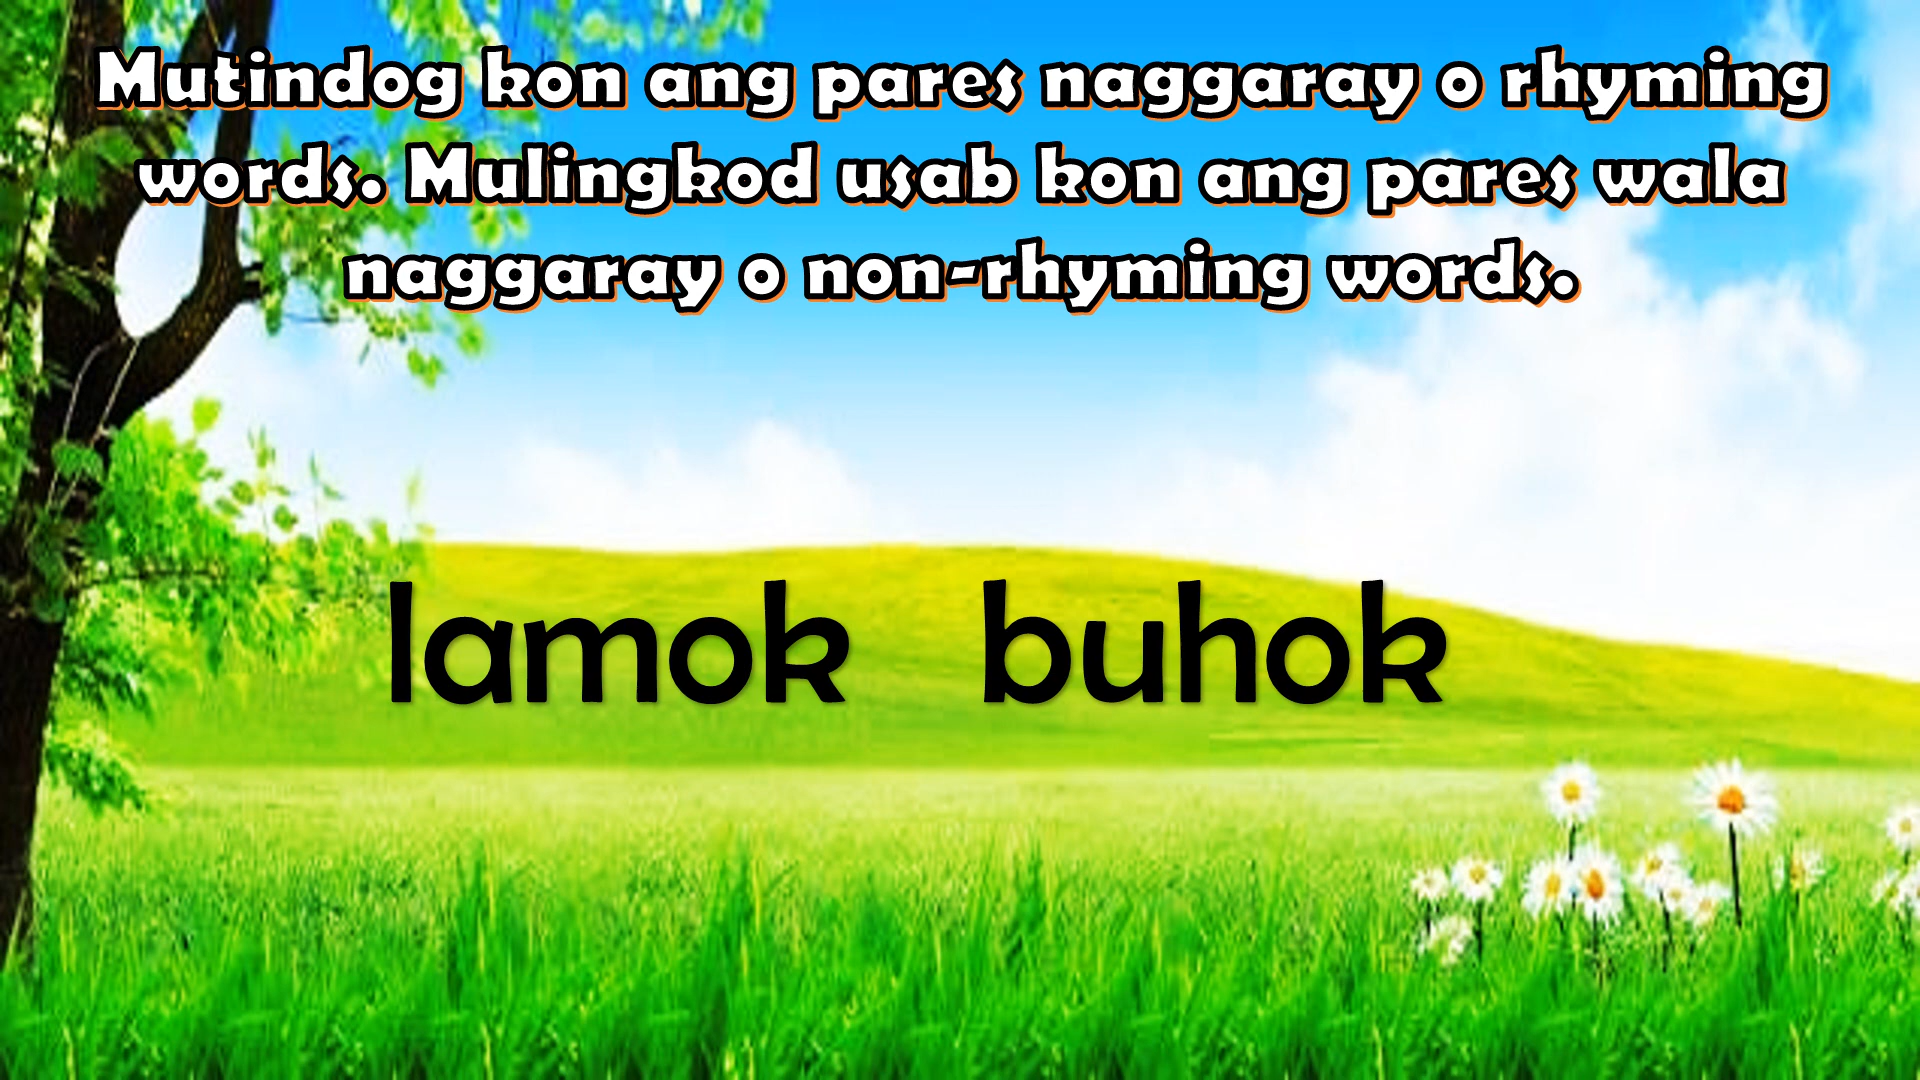 Mutindog kon ang pares naggaray o rhyming
words. Mulingkod usab kon ang pares wala
naggaray o non-rhyming words.
lamok buhok